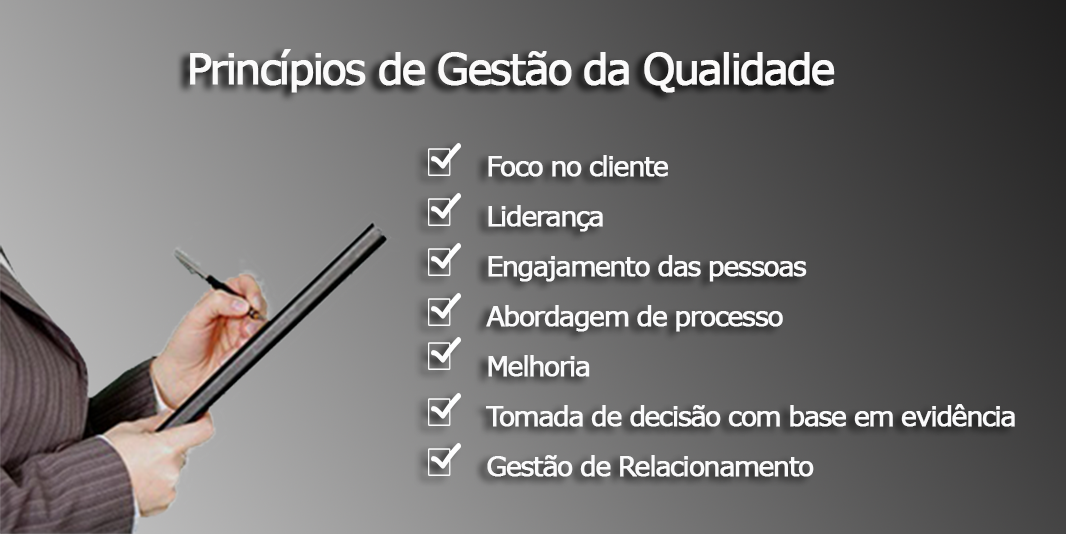 Princípios de Gestão da Qualidade
Foco no cliente
Liderança
Engajamento das pessoas
Abordagem de processo
Melhoria
Tomada de decisão com base em evidência
Gestão de Relacionamento